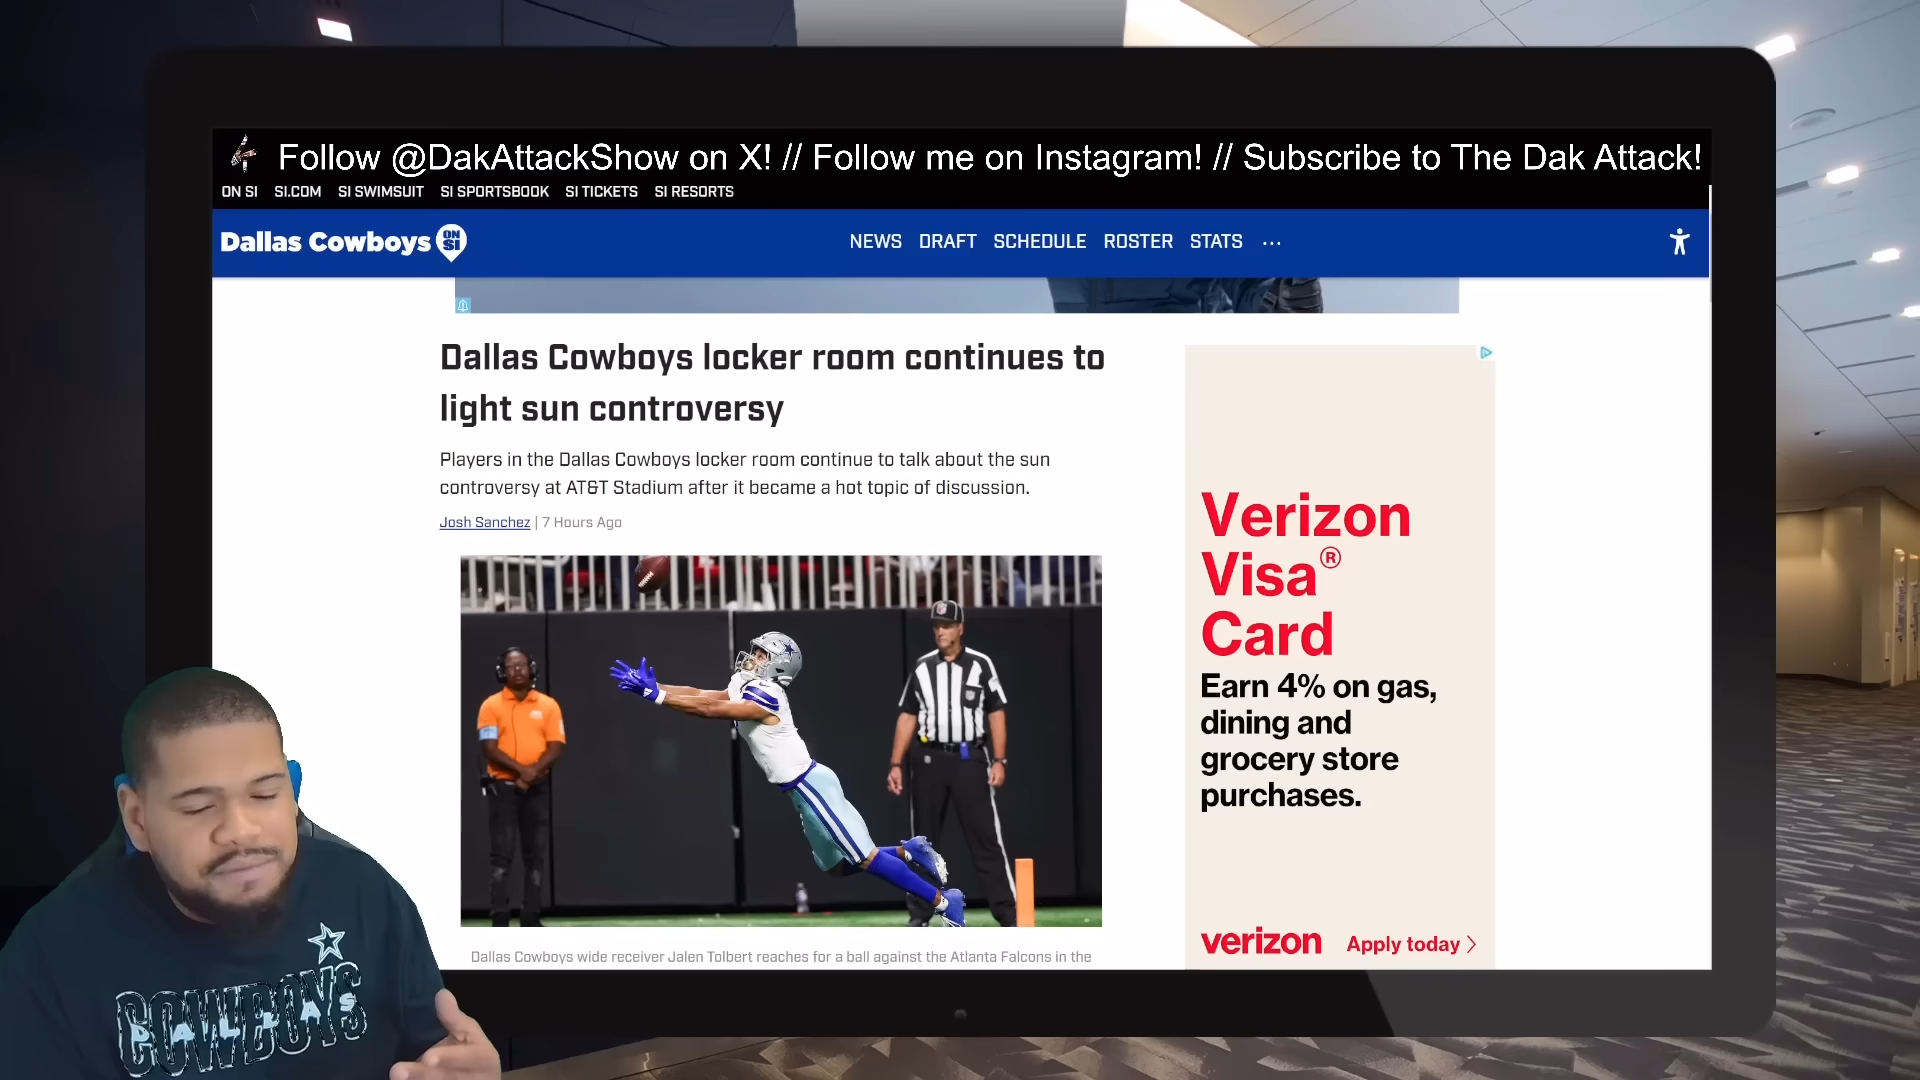 Follow @DakAttackShow on X! // Follow me on Instagram! // Subscribe to The Dak Attack!
ON SI SI.COM SI SWIMSUIT SI SPORTSBOOK SI TICKETS SI RESORTS
Dallas Cowboys ON SI NEWS DRAFT SCHEDULE ROSTER STATS ...
Dallas Cowboys locker room continues to
light sun controversy
Players in the Dallas Cowboys locker room continue to talk about the sun
controversy at AT&T Stadium after it became a hot topic of discussion.
Josh Sanchez | 7 Hours Ago
Dallas Cowboys wide receiver Jalen Tolbert reaches for a ball against the Atlanta Falcons in the
Verizon
Visa®
Card
Earn 4% on gas,
dining and
grocery store
purchases.
verizon Apply today >
COWBOYS
DALLAS